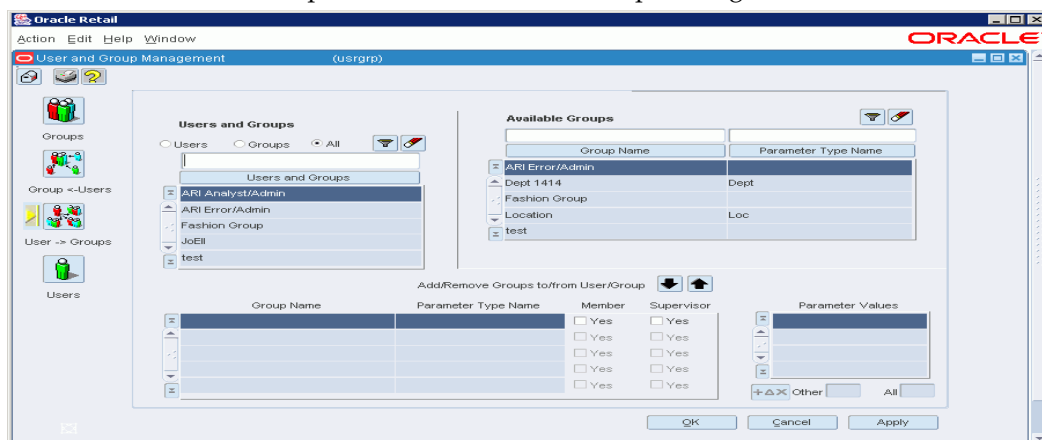 Oracle Retail
Action Edit Help Window
ORACLE
User and Group Management (usrgrp)
Groups
Group <-Users
User -> Groups
Users
Users and Groups
Users Groups All
Users and Groups
ARI Analyst/Admin
ARI Error/Admin
Fashion Group
JoEll
test
Available Groups
Group Name Parameter Type Name
ARI Error/Admin
Dept 1414 Dept
Fashion Group
Location Loc
test
Add/Remove Groups to/from User/Group
Group Name Parameter Type Name Member Supervisor Parameter Values
Yes Yes
Yes Yes
Yes Yes
Yes Yes
Yes Yes
Other All
OK Cancel Apply